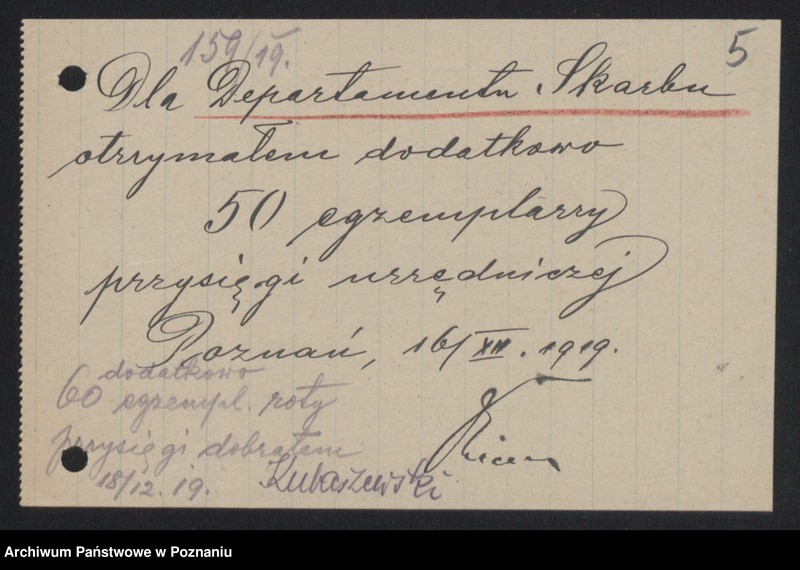 159/19.
5
Dla Departamentu Skarbu
otrzymałem dodatkowo
50 egzemplarzy
przysięgi urzędniczej
Poznań, 16/XII. 1919.
dodatkowo
60 egzempl. roty
przysięgi dobrałem
18/12. 19.
Archiwum Państwowe w Poznaniu